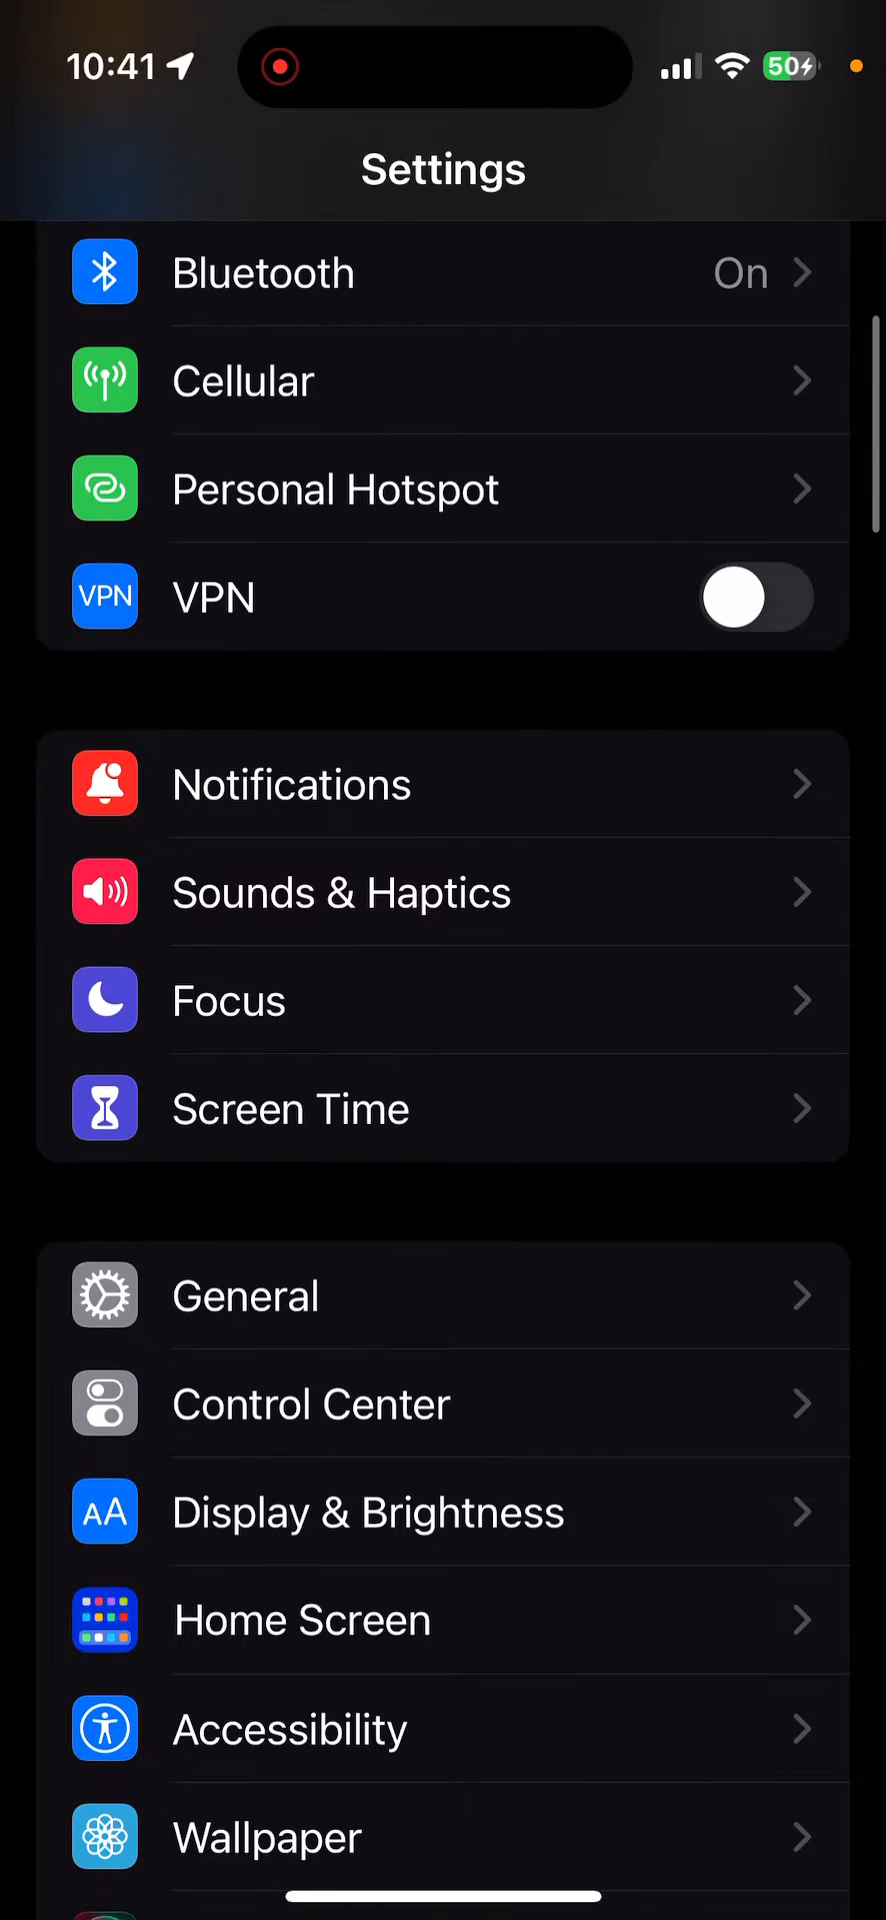 10:41
50
Settings
Bluetooth On
Cellular
Personal Hotspot
VPN VPN
Notifications
Sounds & Haptics
Focus
Screen Time
General
Control Center
AA Display & Brightness
Home Screen
Accessibility
Wallpaper